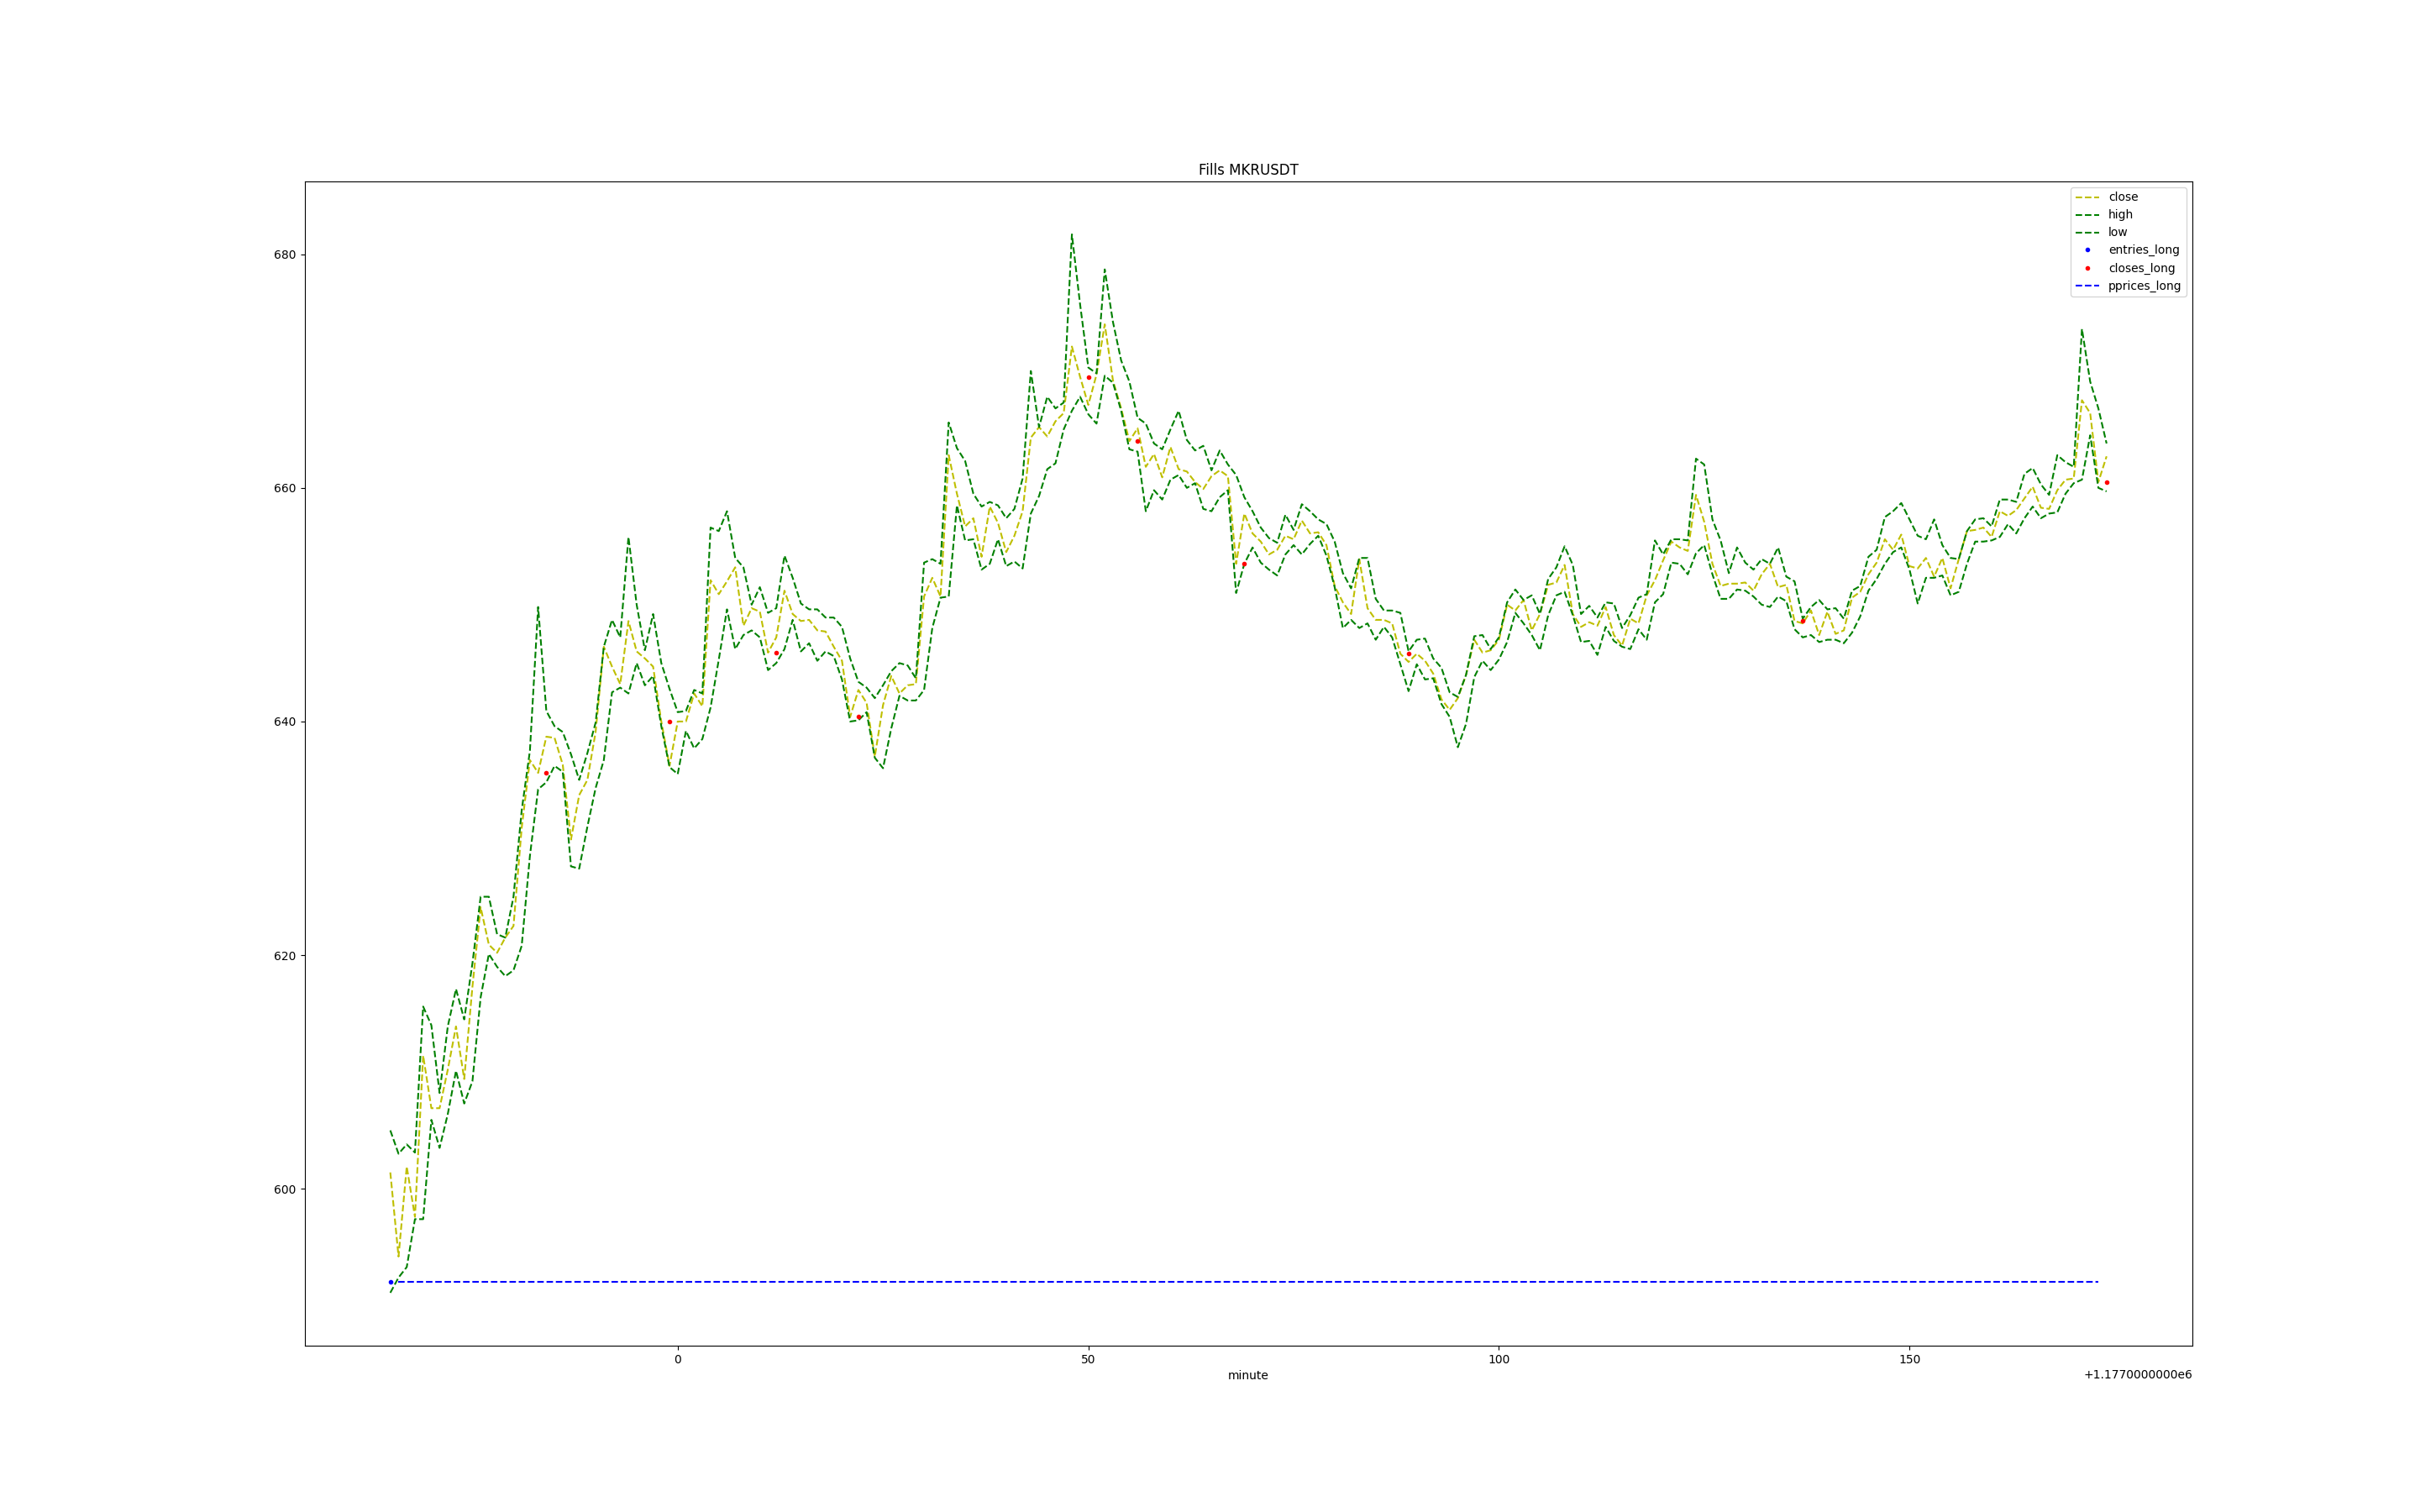 Fills MKRUSDT
close
high
low
entries_long
closes_long
pprices_long
680
660
640
620
600
0 50 100 150
minute
+1.1770000000e6